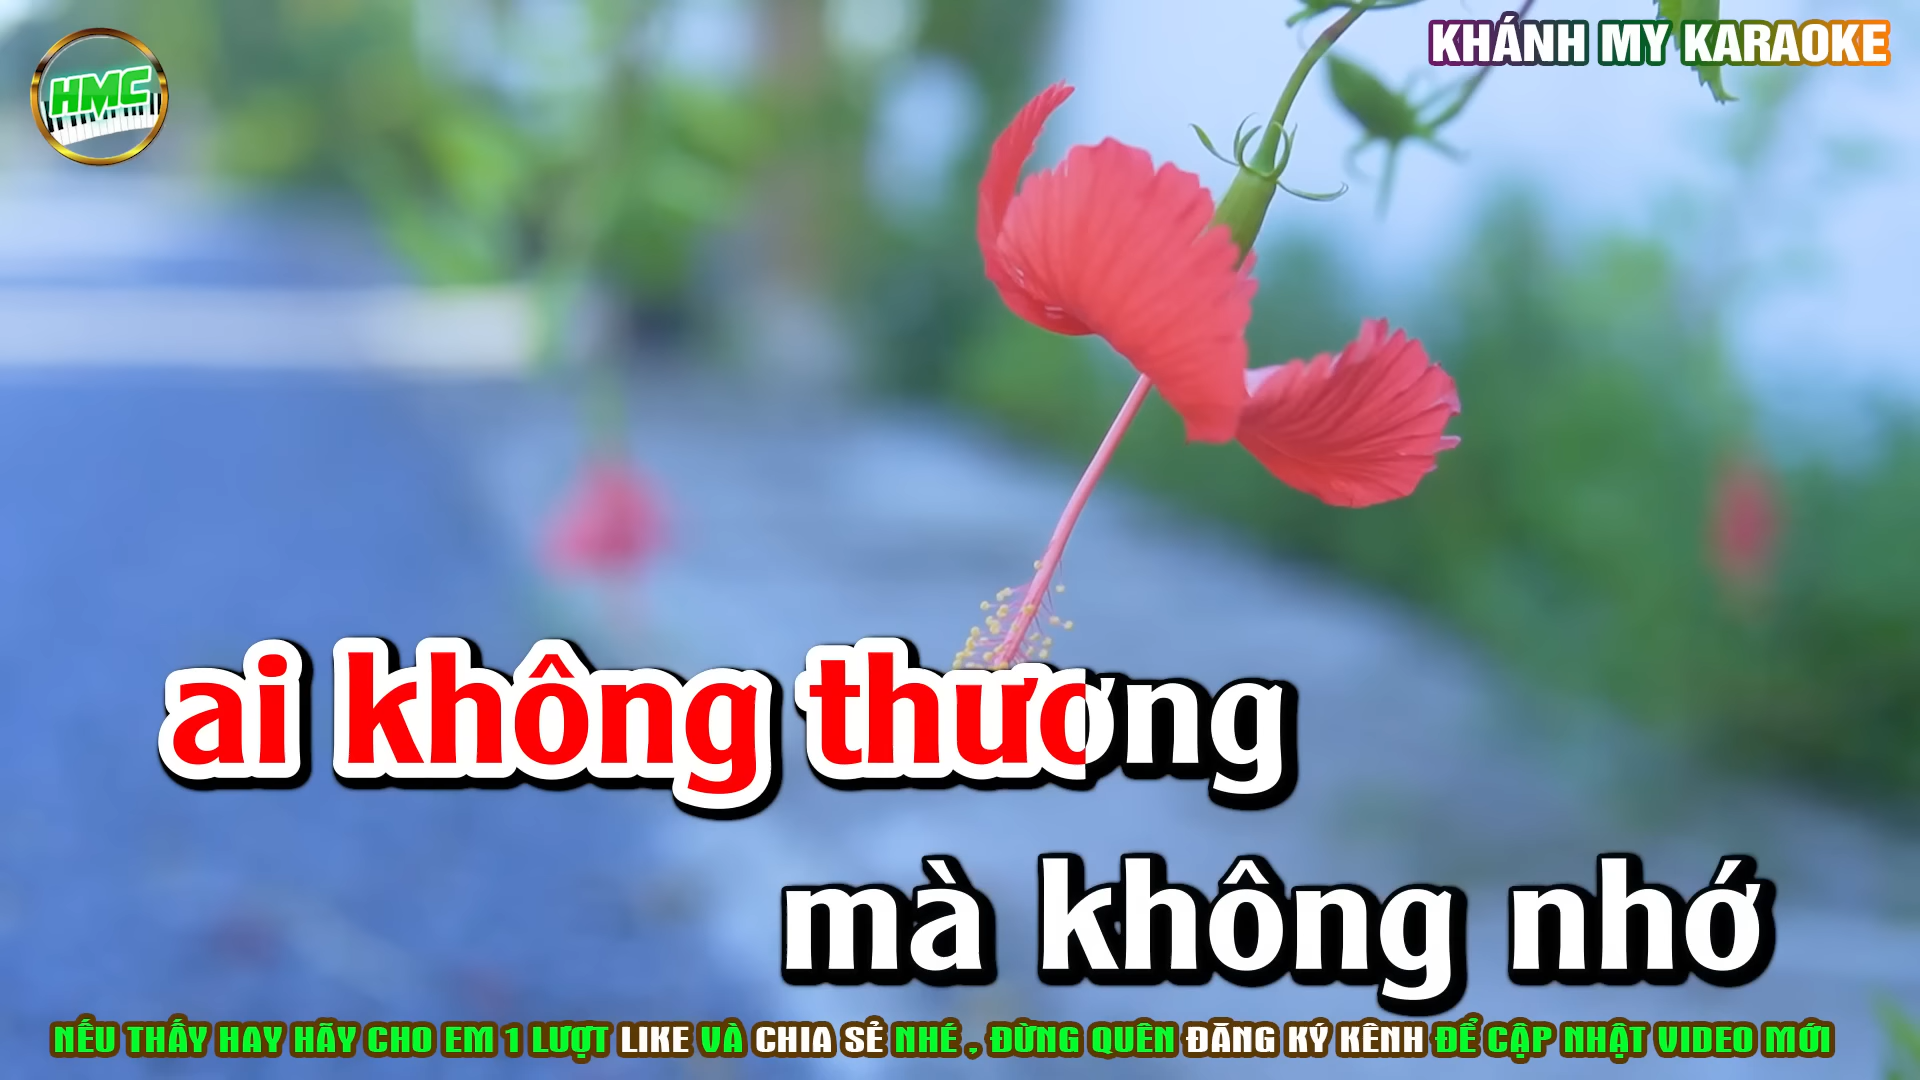 KHÁNH MY KARAOKE
HMC
ai không thương
mà không nhớ
NẾU THẤY HAY HÃY CHO EM 1 LƯỢT LIKE VÀ CHIA SẺ NHÉ , ĐỪNG QUÊN ĐĂNG KÝ KÊNH ĐỂ CẬP NHẬT VIDEO MỚI